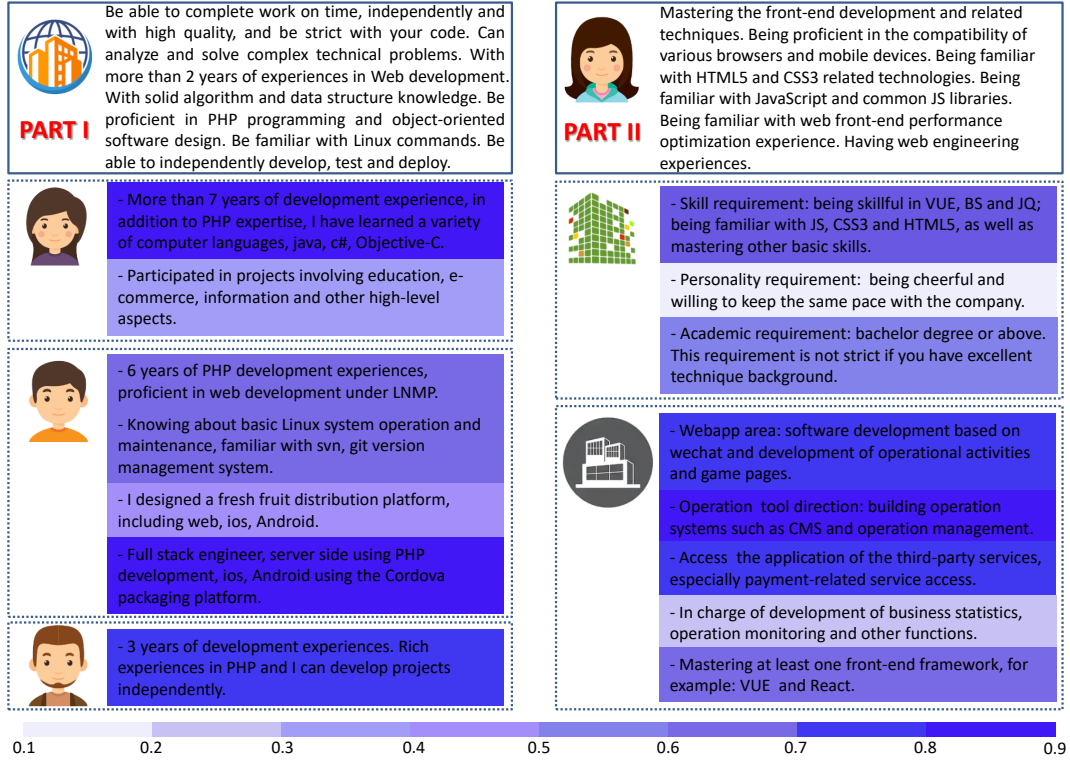 Be able to complete work on time, independently and
with high quality, and be strict with your code. Can
analyze and solve complex technical problems. With
more than 2 years of experiences in Web development.
With solid algorithm and data structure knowledge. Be
proficient in PHP programming and object-oriented
software design. Be familiar with Linux commands. Be
able to independently develop, test and deploy.
PART I
- More than 7 years of development experience, in
addition to PHP expertise, I have learned a variety
of computer languages, java, c#, Objective-C.
- Participated in projects involving education, e-
commerce, information and other high-level
aspects.
- 6 years of PHP development experiences,
proficient in web development under LNMP.
- Knowing about basic Linux system operation and
maintenance, familiar with svn, git version
management system.
- I designed a fresh fruit distribution platform,
including web, ios, Android.
- Full stack engineer, server side using PHP
development, ios, Android using the Cordova
packaging platform.
- 3 years of development experiences. Rich
experiences in PHP and I can develop projects
independently.
Mastering the front-end development and related
techniques. Being proficient in the compatibility of
various browsers and mobile devices. Being familiar
with HTML5 and CSS3 related technologies. Being
familiar with JavaScript and common JS libraries.
Being familiar with web front-end performance
optimization experience. Having web engineering
experiences.
PART II
- Skill requirement: being skillful in VUE, BS and JQ;
being familiar with JS, CSS3 and HTML5, as well as
mastering other basic skills.
- Personality requirement: being cheerful and
willing to keep the same pace with the company.
- Academic requirement: bachelor degree or above.
This requirement is not strict if you have excellent
technique background.
- Webapp area: software development based on
wechat and development of operational activities
and game pages.
- Operation tool direction: building operation
systems such as CMS and operation management.
- Access the application of the third-party services,
especially payment-related service access.
- In charge of development of business statistics,
operation monitoring and other functions.
- Mastering at least one front-end framework, for
example: VUE and React.
0.1 0.2 0.3 0.4 0.5 0.6 0.7 0.8 0.9